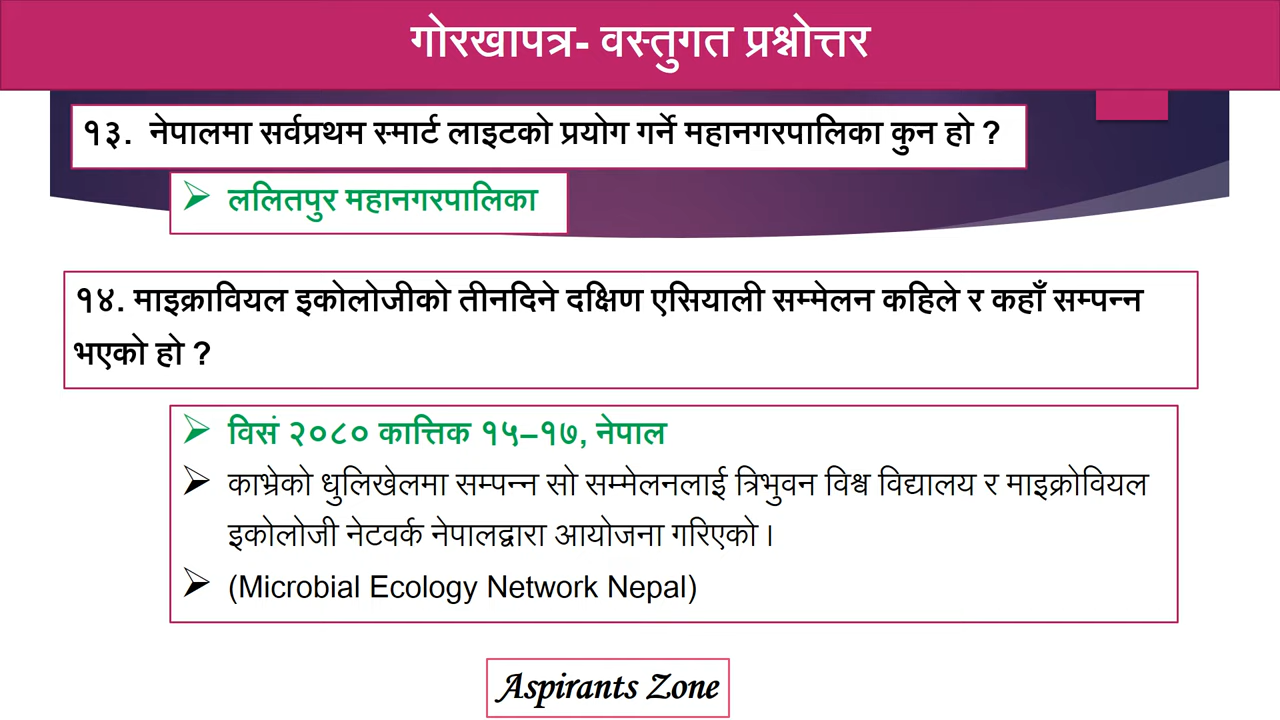 गोरखापत्र- वस्तुगत प्रश्नोत्तर
१३. नेपालमा सर्वप्रथम स्मार्ट लाइटको प्रयोग गर्ने महानगरपालिका कुन हो ?
➢ ललितपुर महानगरपालिका
१४. माइक्रावियल इकोलोजीको तीनदिने दक्षिण एसियाली सम्मेलन कहिले र कहाँ सम्पन्न
भएको हो ?
➢ विसं २०८० कात्तिक १५–१७, नेपाल
➢ काभ्रेको धुलिखेलमा सम्पन्न सो सम्मेलनलाई त्रिभुवन विश्व विद्यालय र माइक्रोवियल
इकोलोजी नेटवर्क नेपालद्वारा आयोजना गरिएको ।
➢ (Microbial Ecology Network Nepal)
Aspirants Zone